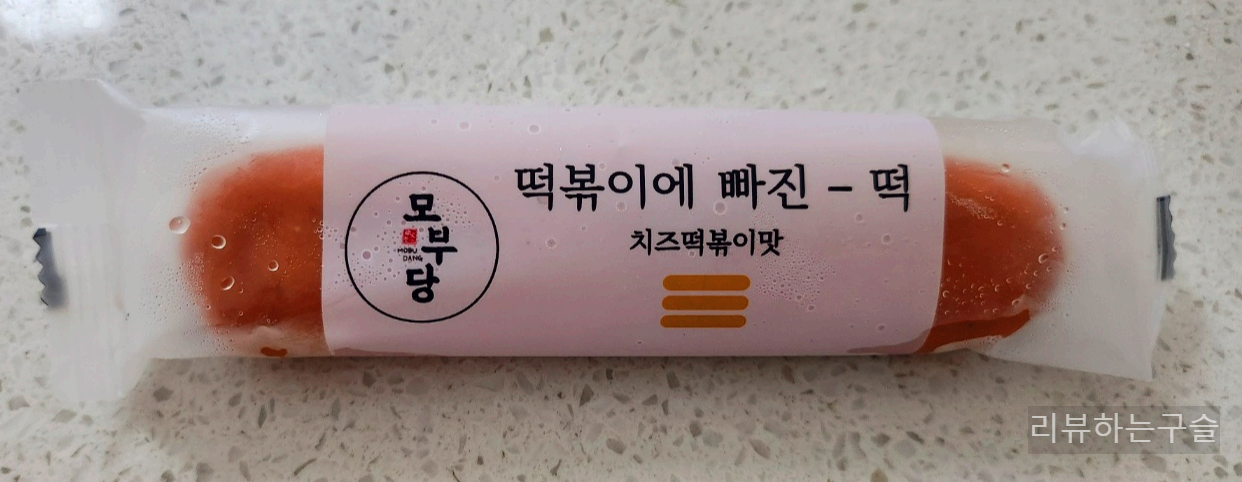 모부당
MOBU
DANG
떡볶이에 빠진 - 떡
치즈떡볶이맛
리뷰하는구슬